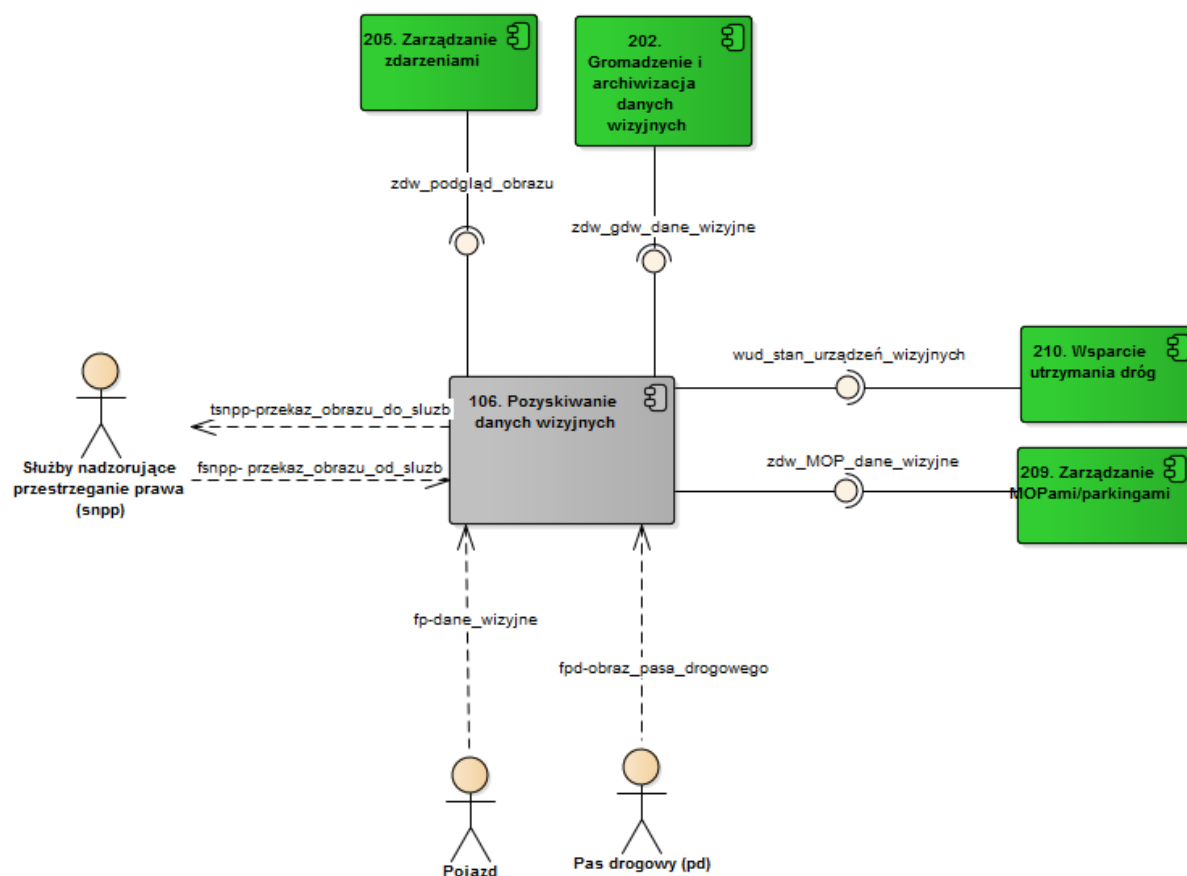 205. Zarządzanie
zdarzeniami
202.
Gromadzenie i
archiwizacja
danych
wizyjnych
zdw_podgląd_obrazu
zdw_gdw_dane_wizyjne
wud_stan_urządzeń_wizyjnych
210. Wsparcie
utrzymania dróg
106. Pozyskiwanie
danych wizyjnych
tsnpp-przekaz_obrazu_do_sluzb
zdw_MOP_dane_wizyjne
209. Zarządzanie
MOPami/parkingami
Służby nadzorujące
przestrzeganie prawa
(snpp)
fsnpp- przekaz_obrazu_od_sluzb
fp-dane_wizyjne
fpd-obraz_pasa_drogowego
Pojazd
Pas drogowy (pd)